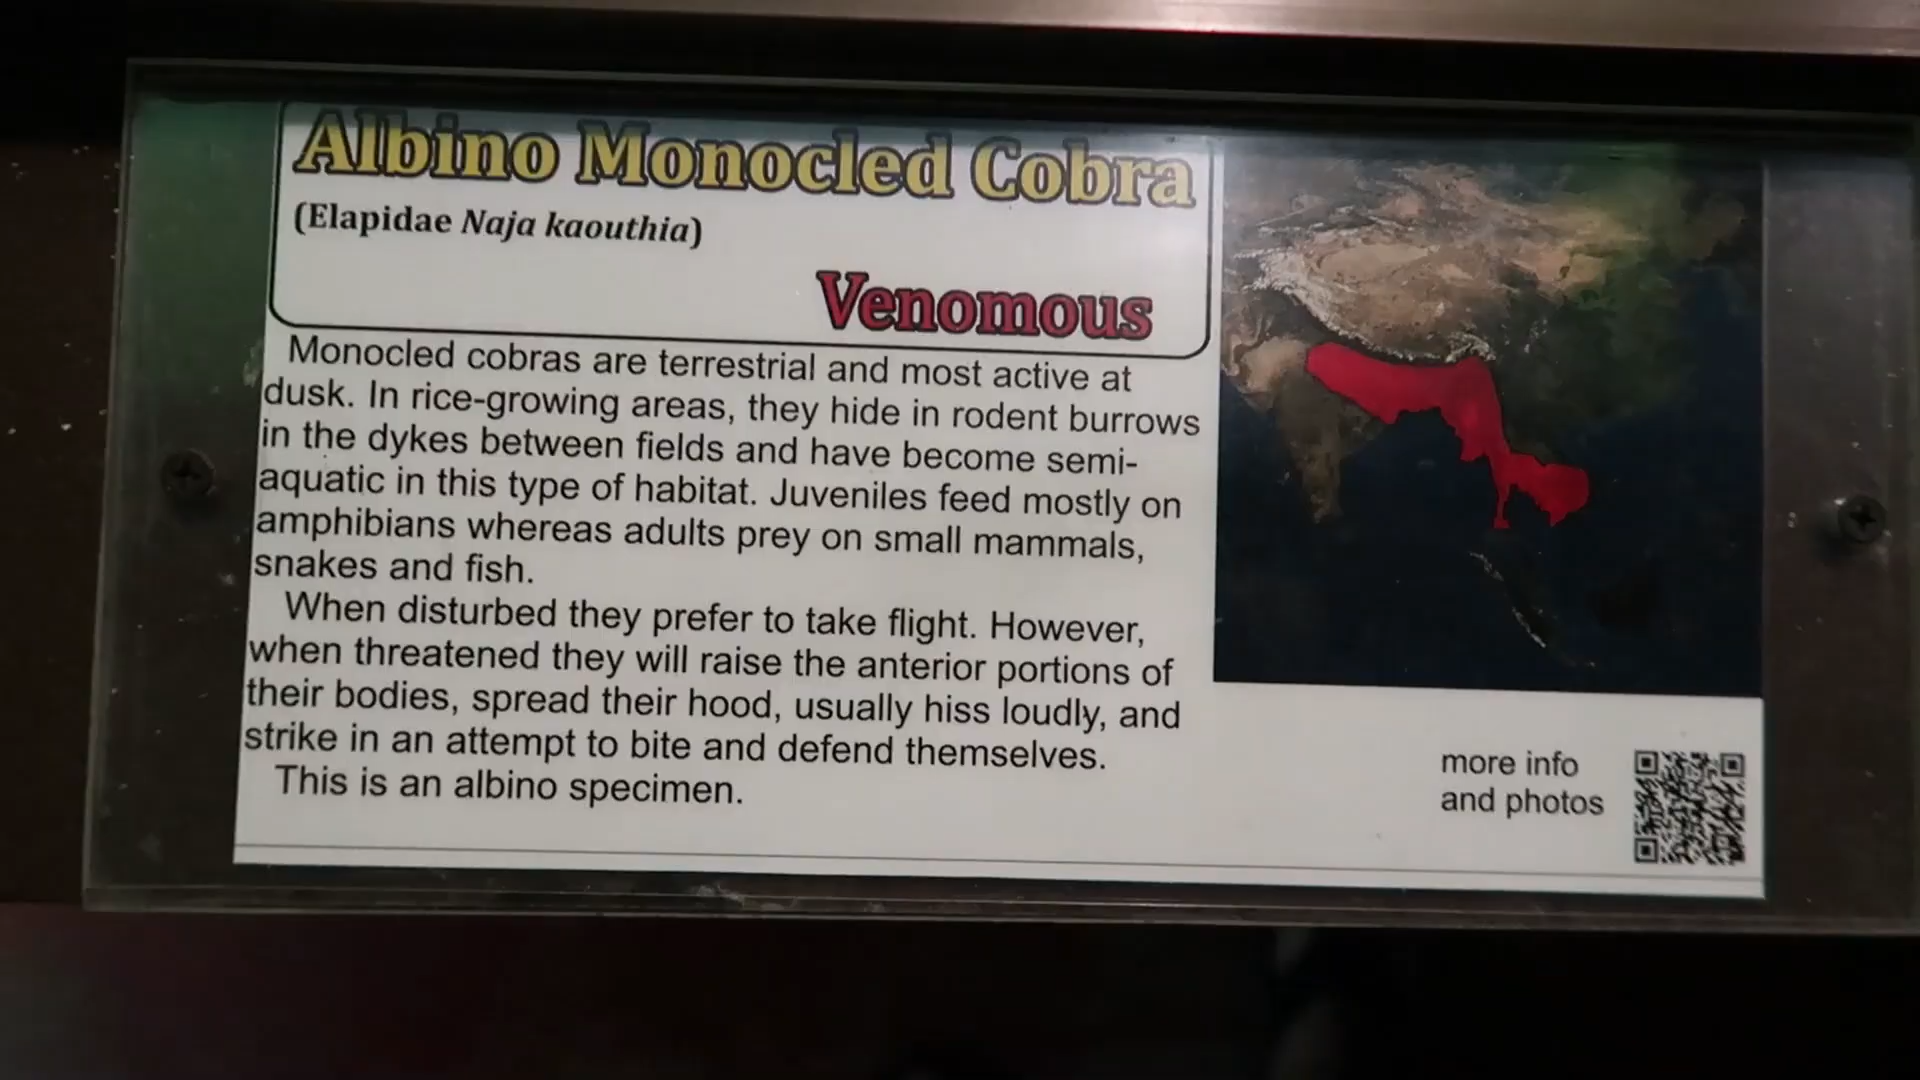 Albino Monocled Cobra
(Elapidae Naja kaouthia)
Venomous
Monocled cobras are terrestrial and most active at
dusk. In rice-growing areas, they hide in rodent burrows
in the dykes between fields and have become semi-
aquatic in this type of habitat. Juveniles feed mostly on
amphibians whereas adults prey on small mammals,
snakes and fish.
When disturbed they prefer to take flight. However,
when threatened they will raise the anterior portions of
their bodies, spread their hood, usually hiss loudly, and
strike in an attempt to bite and defend themselves.
This is an albino specimen.
more info
and photos